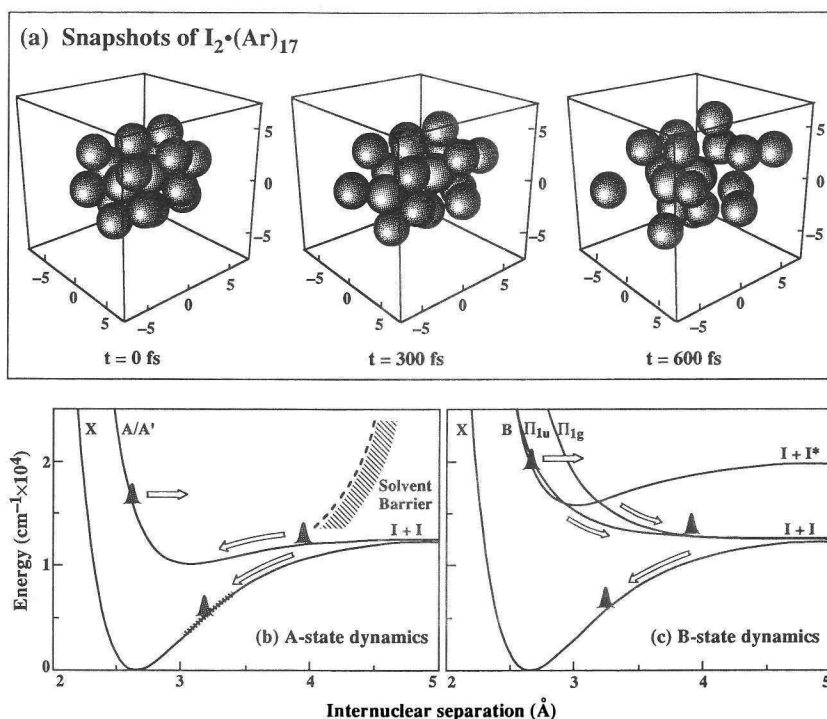 (a) Snapshots of I₂•(Ar)₁₇
5
0
−5
−5
0
5
5
0
−5
5
0
−5
−5
0
5
5
0
−5
5
0
−5
−5
0
5
5
0
−5
t = 0 fs
t = 300 fs
t = 600 fs
X
A/A'
Solvent
Barrier
I + I
(b) A-state dynamics
X
B
Π₁ᵤ
Π₁g
I + I*
I + I
(c) B-state dynamics
Energy (cm⁻¹×10⁴)
2
1
0
2
3
4
5
2
3
4
5
Internuclear separation (Å)